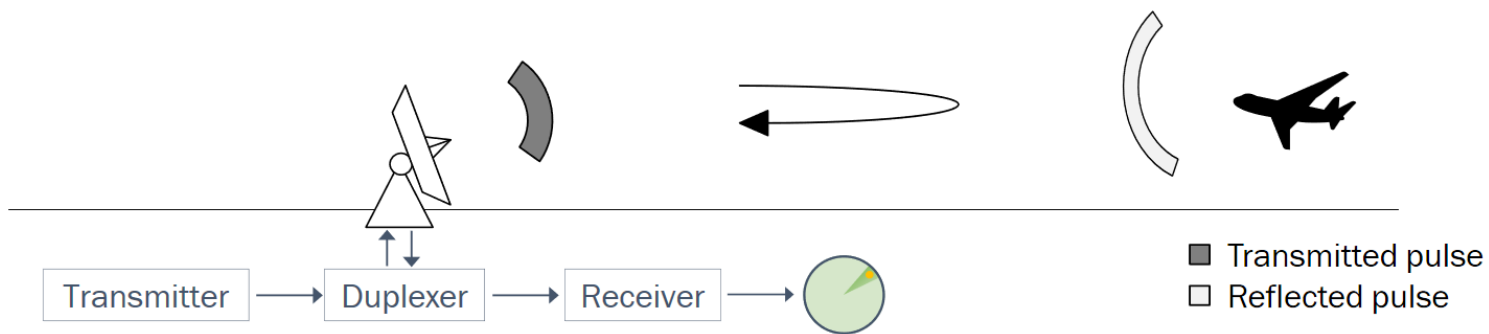 Transmitter
Duplexer
Receiver
Transmitted pulse
Reflected pulse